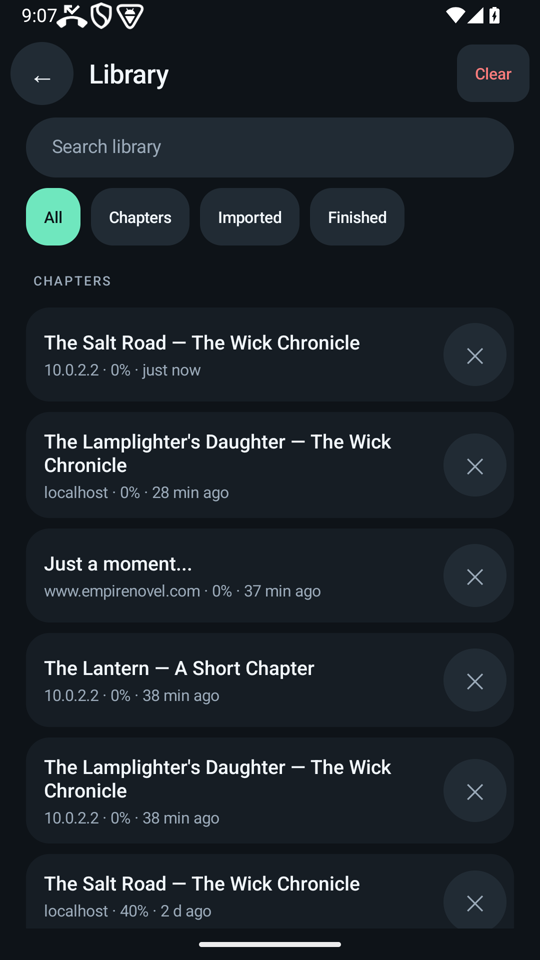 9:07
Library
Clear
Search library
All
Chapters
Imported
Finished
CHAPTERS
The Salt Road — The Wick Chronicle
10.0.2.2 · 0% · just now
The Lamplighter's Daughter — The Wick
Chronicle
localhost · 0% · 28 min ago
Just a moment...
www.empirenovel.com · 0% · 37 min ago
The Lantern — A Short Chapter
10.0.2.2 · 0% · 38 min ago
The Lamplighter's Daughter — The Wick
Chronicle
10.0.2.2 · 0% · 38 min ago
The Salt Road — The Wick Chronicle
localhost · 40% · 2 d ago